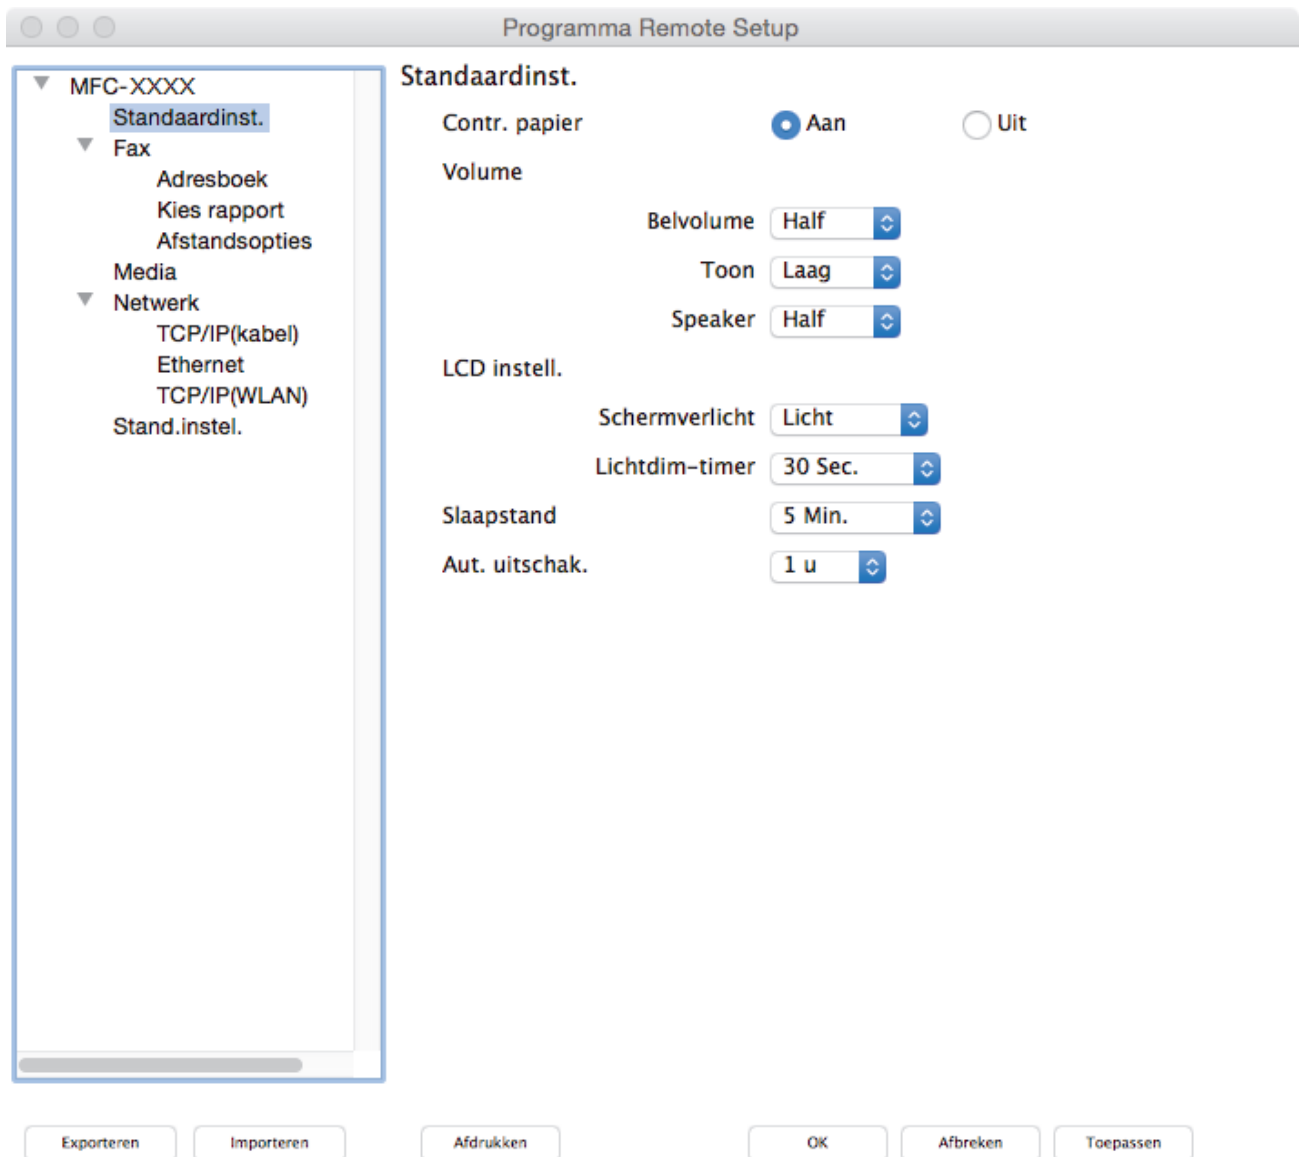 Programma Remote Setup
MFC-XXXX
Standaardinst.
Fax
Adresboek
Kies rapport
Afstandsopties
Media
Netwerk
TCP/IP(kabel)
Ethernet
TCP/IP(WLAN)
Stand.instel.
Standaardinst.
Contr. papier Aan Uit
Volume
Belvolume Half
Toon Laag
Speaker Half
LCD instell.
Schermverlicht Licht
Lichtdim-timer 30 Sec.
Slaapstand 5 Min.
Aut. uitschak. 1 u
Exporteren Importeren Afdrukken OK Afbreken Toepassen